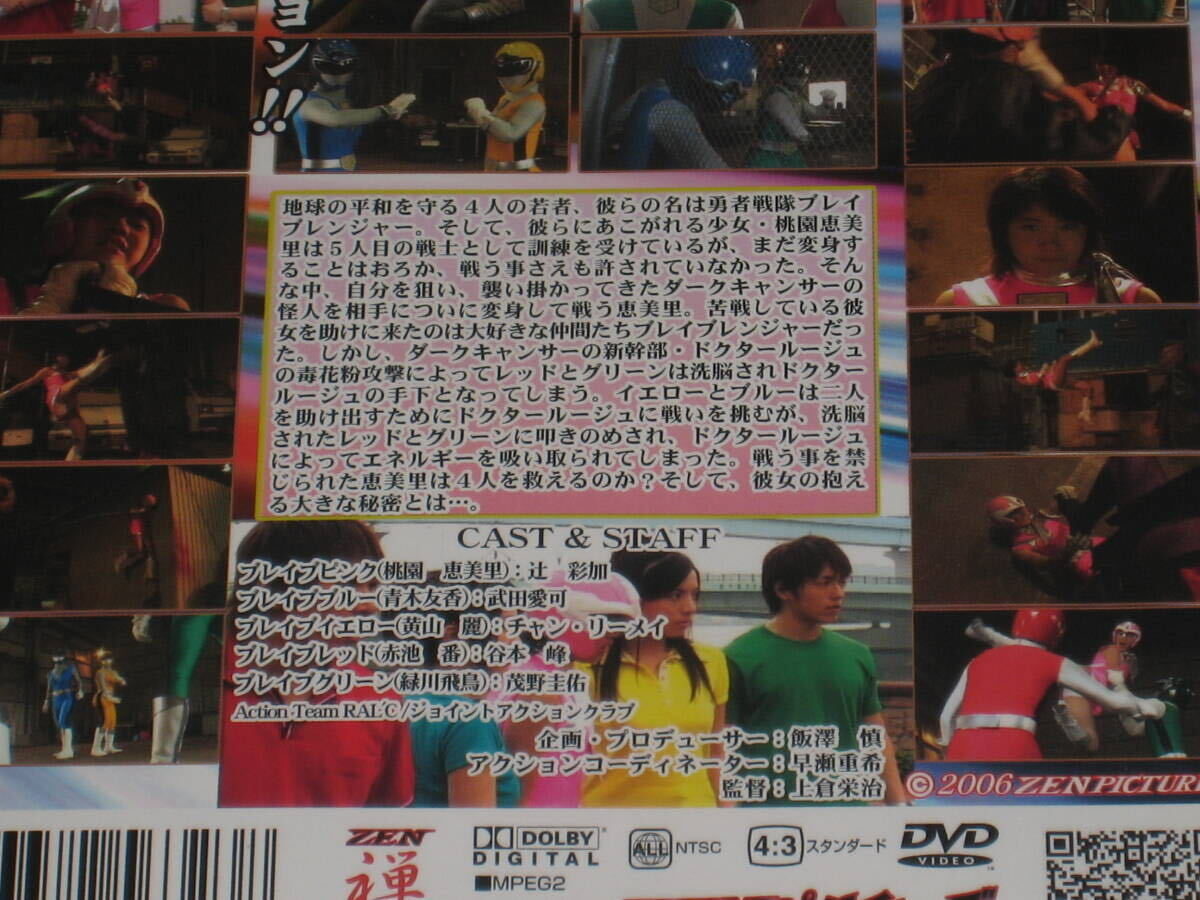 ョン!!
地球の平和を守る４人の若者、彼らの名は勇者戦隊ブレイ
ブレンジャー。そして、彼らにあこがれる少女・桃園恵美
里は５人目の戦士として訓練を受けているが、まだ変身す
ることはおろか、戦う事さえも許されていなかった。そん
な中、自分を狙い、襲い掛かってきたダークキャンサーの
怪人を相手についに変身して戦う恵美里。苦戦している彼
女を助けに来たのは大好きな仲間たちブレイブレンジャーだっ
た。しかし、ダークキャンサーの新幹部・ドクタールージュ
の毒花粉攻撃によってレッドとグリーンは洗脳されドクター
ルージュの手下となってしまう。イエローとブルーは二人
を助け出すためにドクタールージュに戦いを挑むが、洗脳
されたレッドとグリーンに叩きのめされ、ドクタールージュ
によってエネルギーを吸い取られてしまった。戦う事を禁
じられた恵美里は４人を救えるのか？そして、彼女の抱え
る大きな秘密とは…。
CAST & STAFF
ブレイブピンク(桃園　恵美里)：辻　彩加
ブレイブブルー(青木友香)：武田愛可
ブレイブイエロー(黄山　麗)：チャン・リーメイ
ブレイブレッド(赤池　番)：谷本　峰
ブレイブグリーン(緑川飛鳥)：茂野圭佑
Action Team RAL'C/ジョイントアクションクラブ
企画・プロデューサー：飯澤　慎
アクションコーディネーター：早瀬重希
監督：上倉栄治
©2006 ZEN PICTUR
ZEN
禅
DOLBY
DIGITAL
■MPEG2
ALL NTSC
4:3 スタンダード
DVD
VIDEO